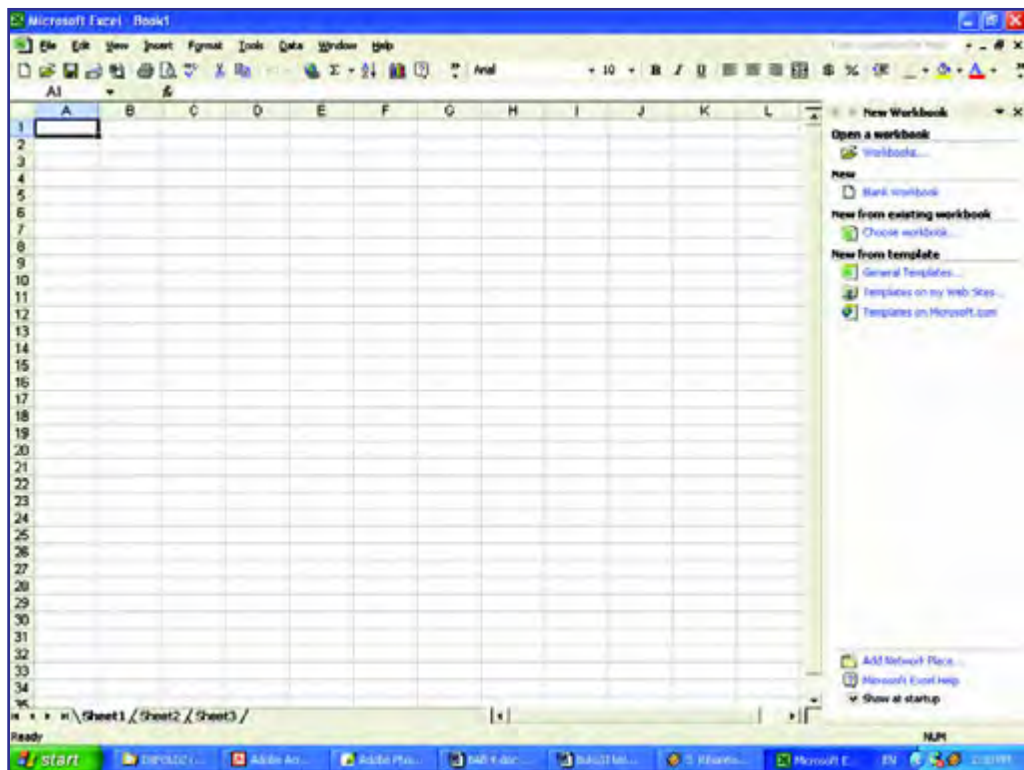 Microsoft Excel - Book1
File Edit View Insert Format Tools Data Window Help
Arial 10 B I U $ %
A1 fx
A B C D E F G H I J K L
New Workbook
1
Open a workbook
2
Workbooks...
3
4
New
5
Blank Workbook
6
New from existing workbook
7
Choose workbook...
8
New from template
9
General Templates...
10
11
Templates on my Web Sites...
12
Templates on Microsoft.com
13
14
15
16
17
18
19
20
21
22
23
24
25
26
27
28
29
30
31
32
Add Network Place...
33
Microsoft Excel Help
34
Show at startup
35
Sheet1 / Sheet2 / Sheet3 /
Ready NUM
start Adobe Microsoft E... EN